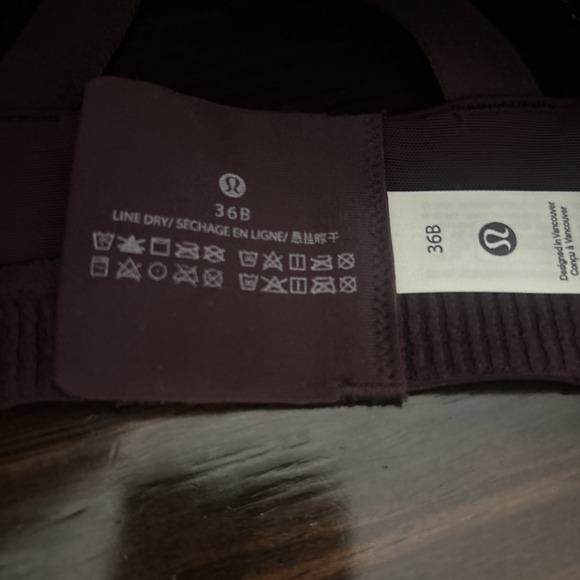 36B
LINE DRY/ SÉCHAGE EN LIGNE/ 悬挂晾干
36B
Designed in Vancouver
Conçu à Vancouver